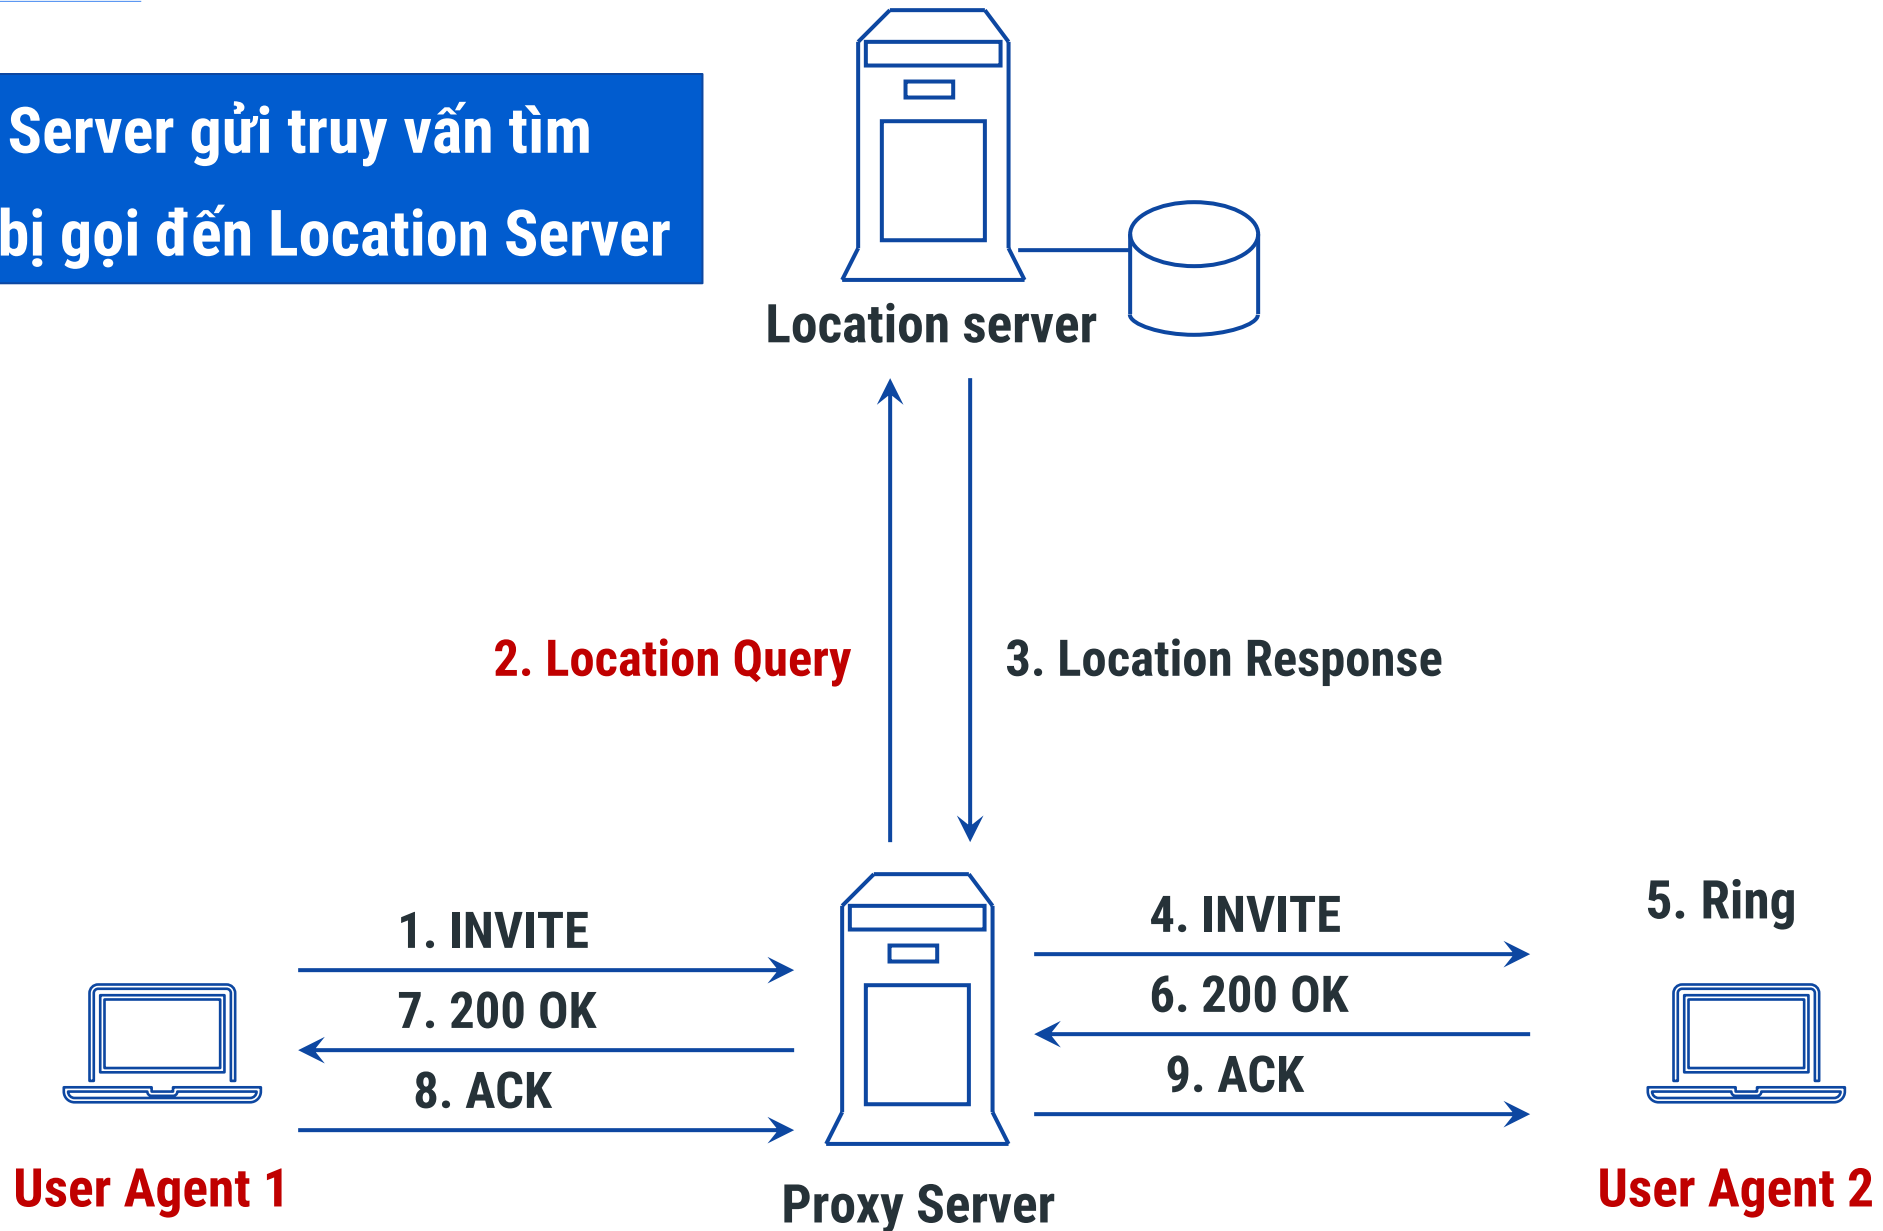 Server gửi truy vấn tìm
bị gọi đến Location Server
Location server
2. Location Query
3. Location Response
1. INVITE
7. 200 OK
8. ACK
4. INVITE
6. 200 OK
9. ACK
5. Ring
User Agent 1
Proxy Server
User Agent 2